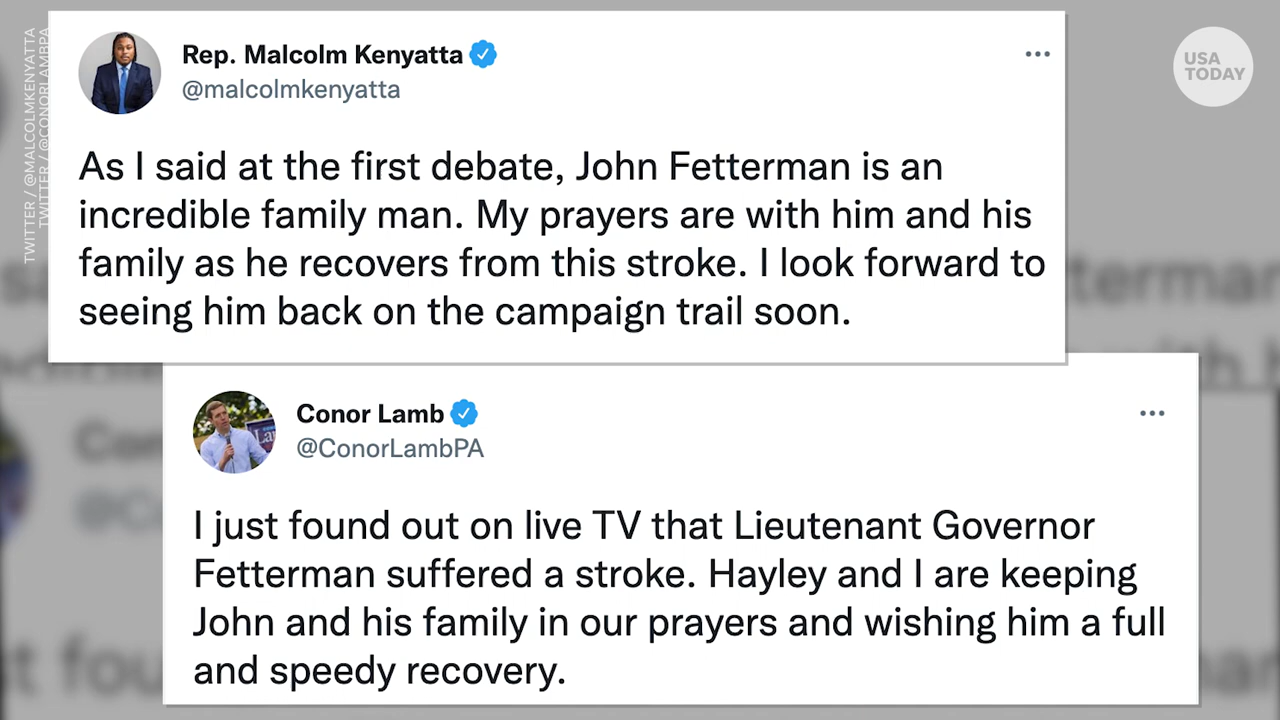 TWITTER / @MALCOLMKENYATTA
TWITTER / @CONORLAMBPA
USA
TODAY
Rep. Malcolm Kenyatta
@malcolmkenyatta
As I said at the first debate, John Fetterman is an
incredible family man. My prayers are with him and his
family as he recovers from this stroke. I look forward to
seeing him back on the campaign trail soon.
Conor Lamb
@ConorLambPA
I just found out on live TV that Lieutenant Governor
Fetterman suffered a stroke. Hayley and I are keeping
John and his family in our prayers and wishing him a full
and speedy recovery.